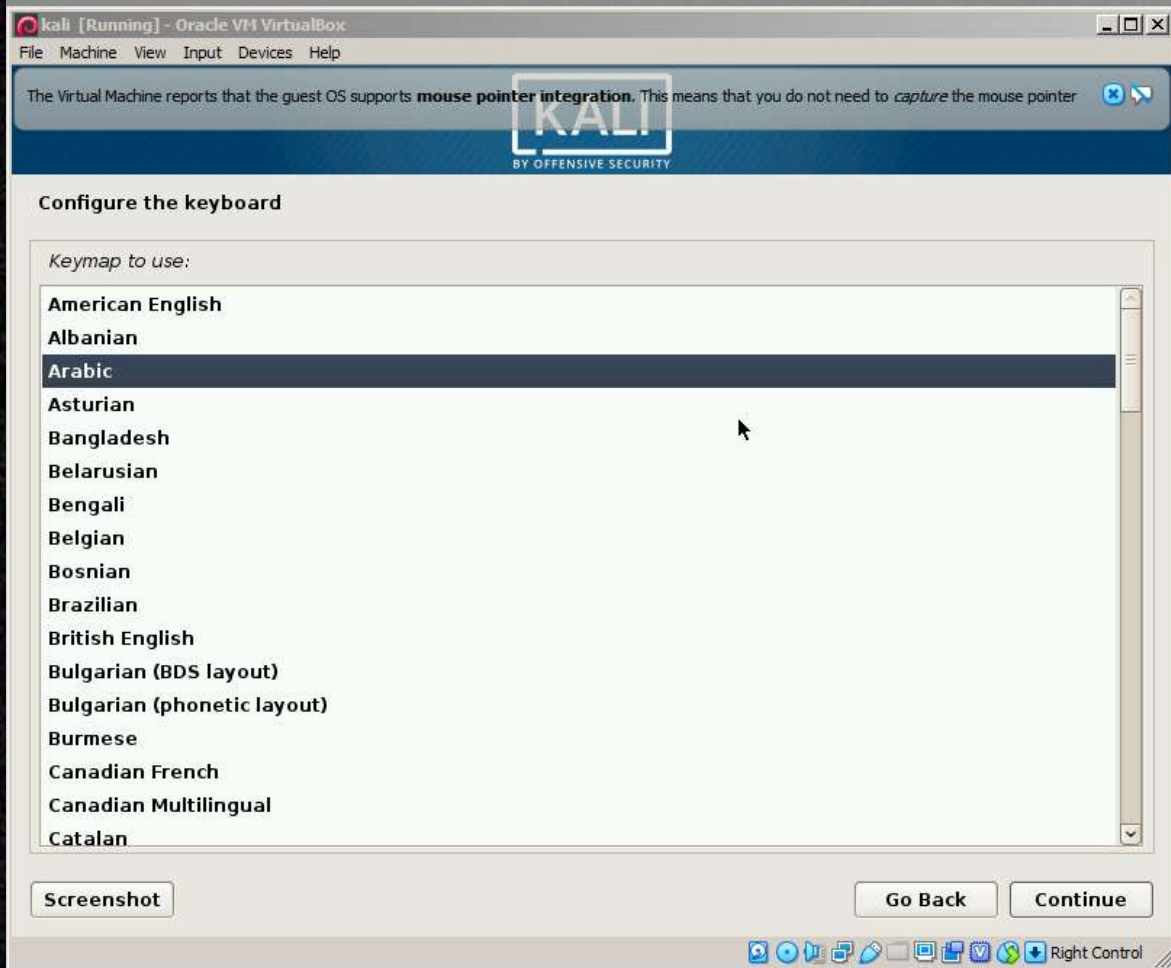 kali [Running] - Oracle VM VirtualBox
File Machine View Input Devices Help
The Virtual Machine reports that the guest OS supports mouse pointer integration. This means that you do not need to capture the mouse pointer
KALI
BY OFFENSIVE SECURITY
Configure the keyboard
Keymap to use:
American English
Albanian
Arabic
Asturian
Bangladesh
Belarusian
Bengali
Belgian
Bosnian
Brazilian
British English
Bulgarian (BDS layout)
Bulgarian (phonetic layout)
Burmese
Canadian French
Canadian Multilingual
Catalan
Screenshot Go Back Continue
Right Control